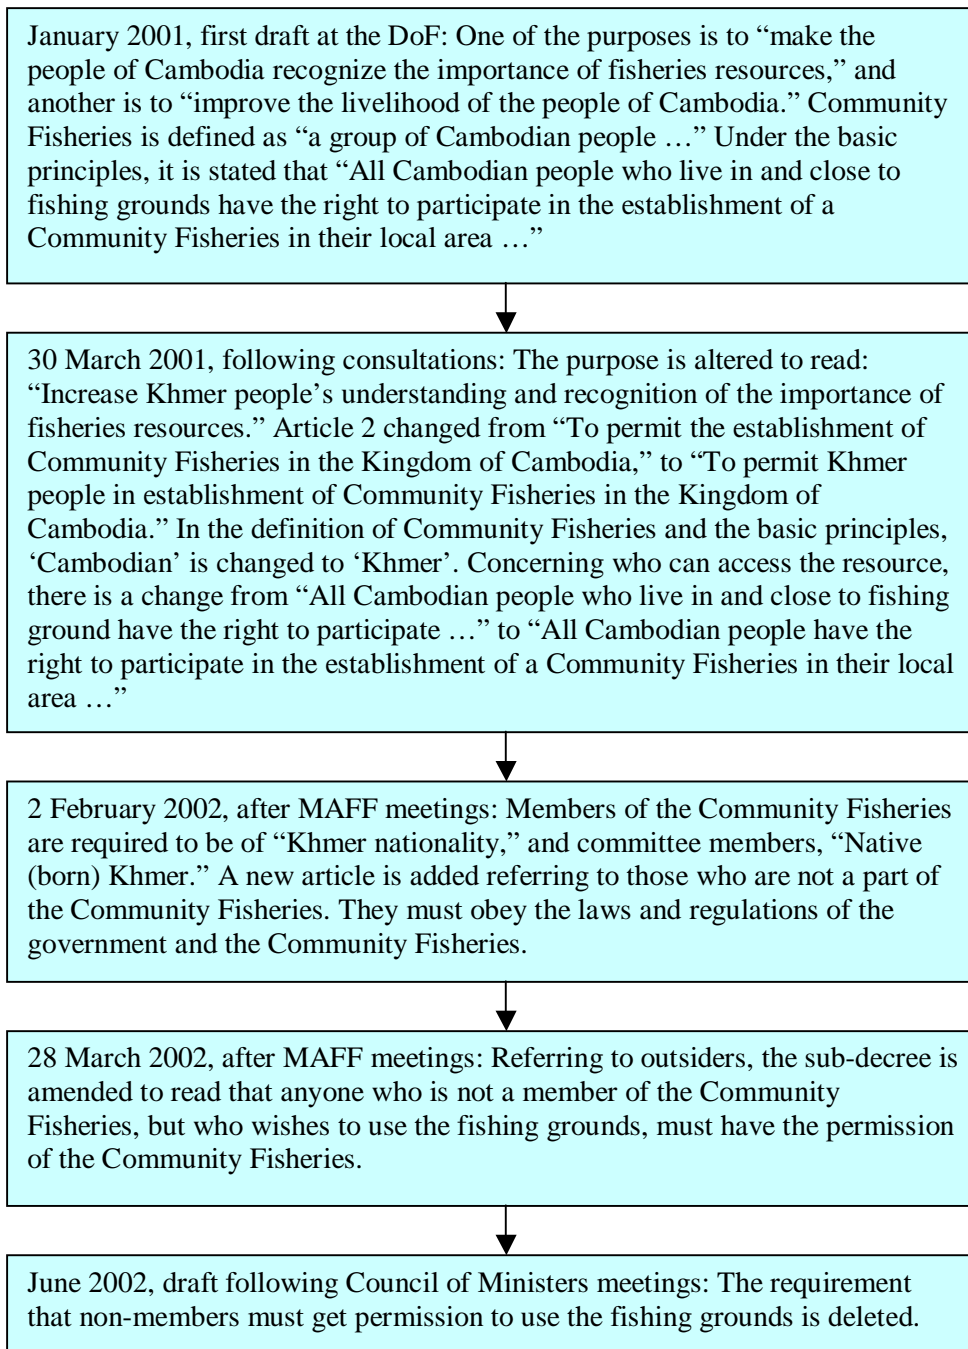 January 2001, first draft at the DoF: One of the purposes is to “make the
people of Cambodia recognize the importance of fisheries resources,” and
another is to “improve the livelihood of the people of Cambodia.” Community
Fisheries is defined as “a group of Cambodian people …” Under the basic
principles, it is stated that “All Cambodian people who live in and close to
fishing grounds have the right to participate in the establishment of a
Community Fisheries in their local area …”
30 March 2001, following consultations: The purpose is altered to read:
“Increase Khmer people’s understanding and recognition of the importance of
fisheries resources.” Article 2 changed from “To permit the establishment of
Community Fisheries in the Kingdom of Cambodia,” to “To permit Khmer
people in establishment of Community Fisheries in the Kingdom of
Cambodia.” In the definition of Community Fisheries and the basic principles,
‘Cambodian’ is changed to ‘Khmer’. Concerning who can access the resource,
there is a change from “All Cambodian people who live in and close to fishing
ground have the right to participate …” to “All Cambodian people have the
right to participate in the establishment of a Community Fisheries in their local
area …”
2 February 2002, after MAFF meetings: Members of the Community Fisheries
are required to be of “Khmer nationality,” and committee members, “Native
(born) Khmer.” A new article is added referring to those who are not a part of
the Community Fisheries. They must obey the laws and regulations of the
government and the Community Fisheries.
28 March 2002, after MAFF meetings: Referring to outsiders, the sub-decree is
amended to read that anyone who is not a member of the Community
Fisheries, but who wishes to use the fishing grounds, must have the permission
of the Community Fisheries.
June 2002, draft following Council of Ministers meetings: The requirement
that non-members must get permission to use the fishing grounds is deleted.